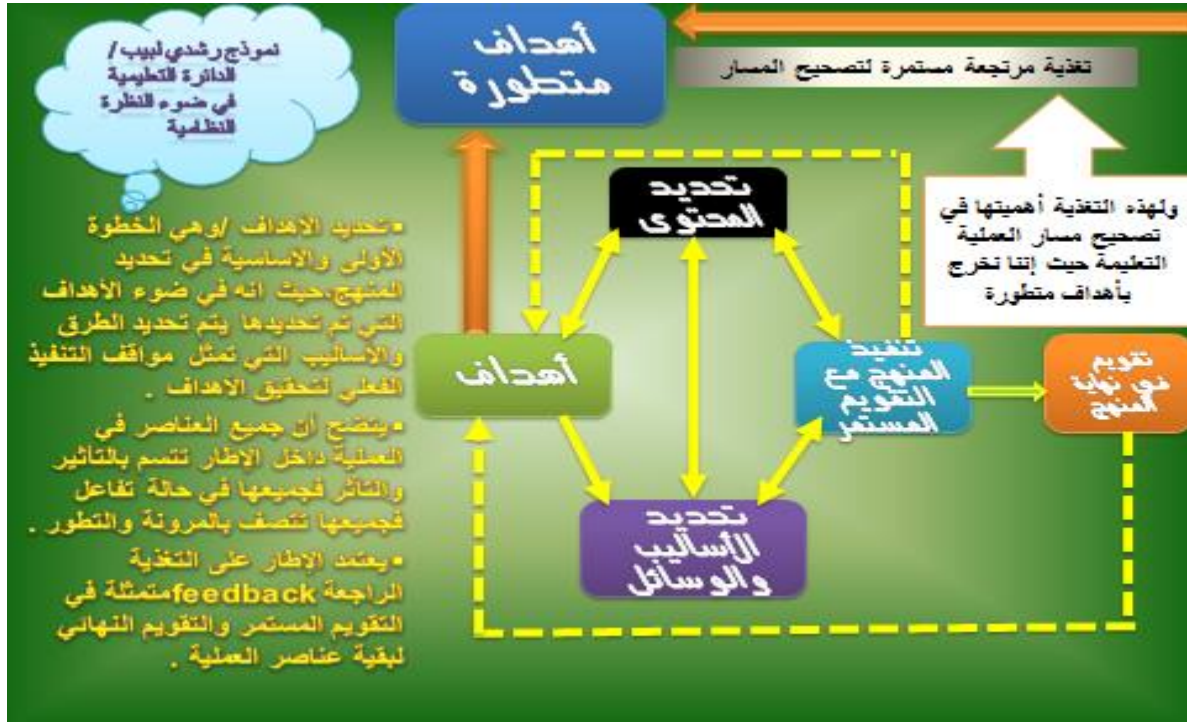 نموذج رشدي لبيب /
الدائرة التعليمية
في ضوء النظرة
النظامية
أهداف
متطورة
تغذية مرتجعة مستمرة لتصحيح المسار
ولهذه التغذية أهميتها في
تصحيح مسار العملية
التعليمة حيث إننا نخرج
بأهداف متطورة
تحديد
المحتوى
أهداف
تنفيذ
المنهج مع
التقويم
المستمر
تقويم
في نهاية
المنهج
تحديد
الأساليب
والوسائل
▪تحديد الاهداف /وهي الخطوة
الأولى والاساسية في تحديد
المنهج،حيث انه في ضوء الأهداف
التي تم تحديدها يتم تحديد الطرق
والاساليب التي تمثل مواقف التنفيذ
الفعلي لتحقيق الاهداف .
▪يتضح أن جميع العناصر في
العملية داخل الإطار تتسم بالتأثير
والتأثر فجميعها في حالة تفاعل
فجميعها تتصف بالمرونة والتطور .
▪يعتمد الإطار على التغذية
الراجعة feedbackمتمثلة في
التقويم المستمر والتقويم النهائي
لبقية عناصر العملية .